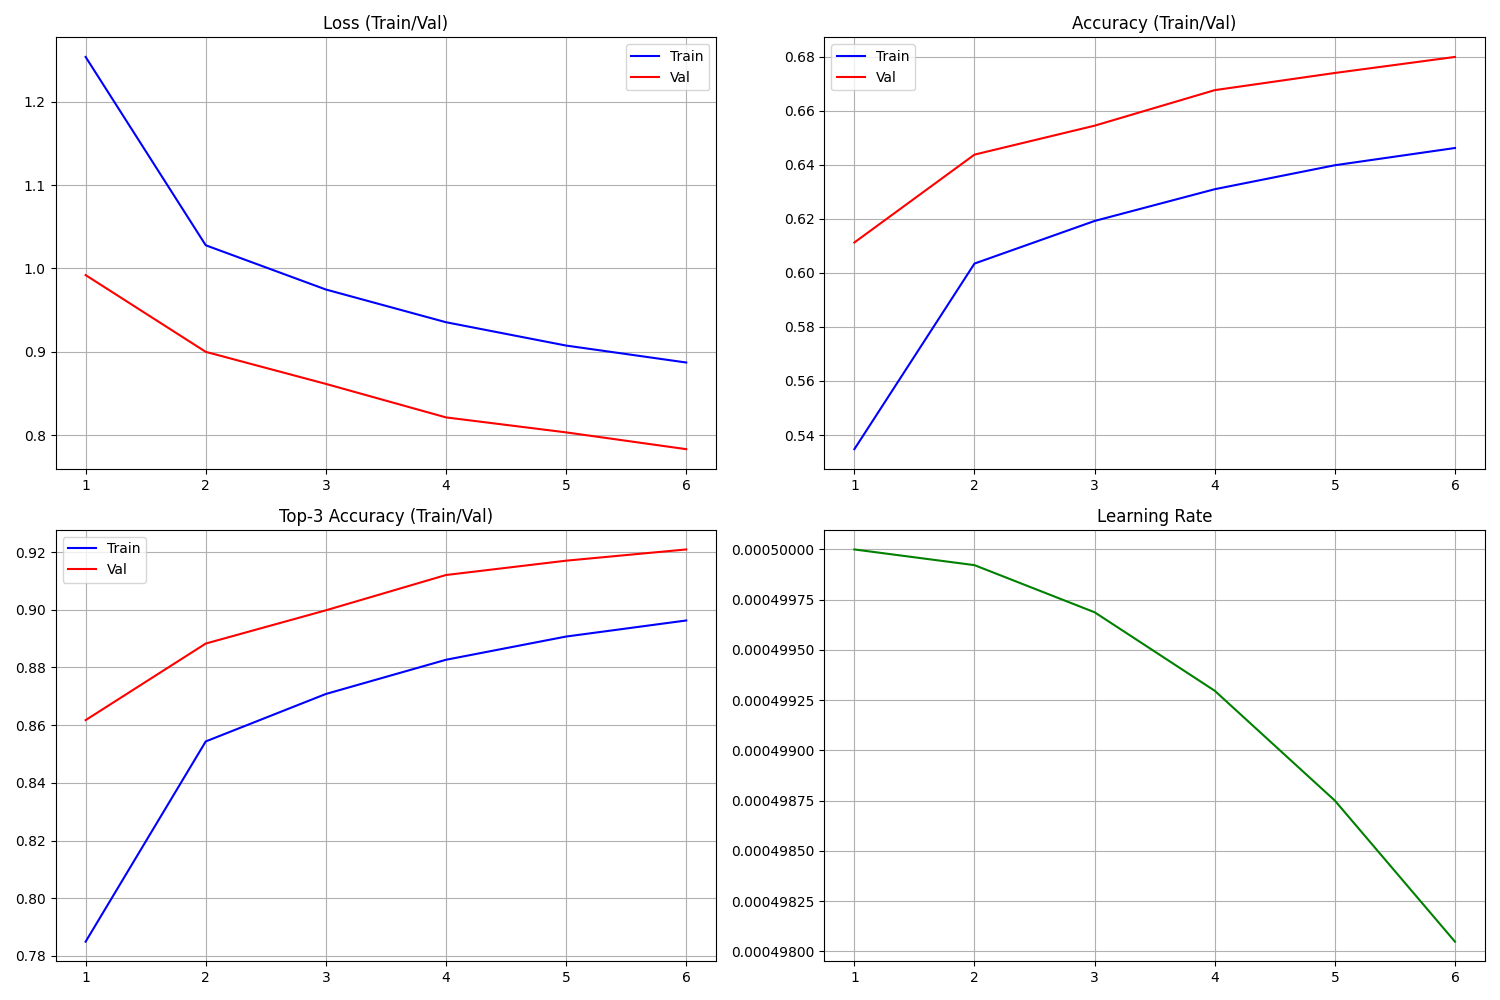 Loss (Train/Val)
Train
Val
1.2
1.1
1.0
0.9
0.8
1 2 3 4 5 6
Accuracy (Train/Val)
Train
Val
0.68
0.66
0.64
0.62
0.60
0.58
0.56
0.54
1 2 3 4 5 6
Top-3 Accuracy (Train/Val)
Train
Val
0.92
0.90
0.88
0.86
0.84
0.82
0.80
0.78
1 2 3 4 5 6
Learning Rate
0.00050000
0.00049975
0.00049950
0.00049925
0.00049900
0.00049875
0.00049850
0.00049825
0.00049800
1 2 3 4 5 6